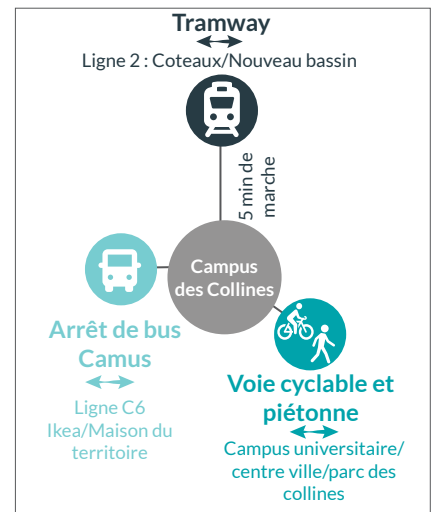 Tramway
Ligne 2 : Coteaux/Nouveau bassin
5 min de
marche
Campus
des Collines
Arrêt de bus
Camus
Ligne C6
Ikea/Maison du
territoire
Voie cyclable et
piétonne
Campus universitaire/
centre ville/parc des
collines